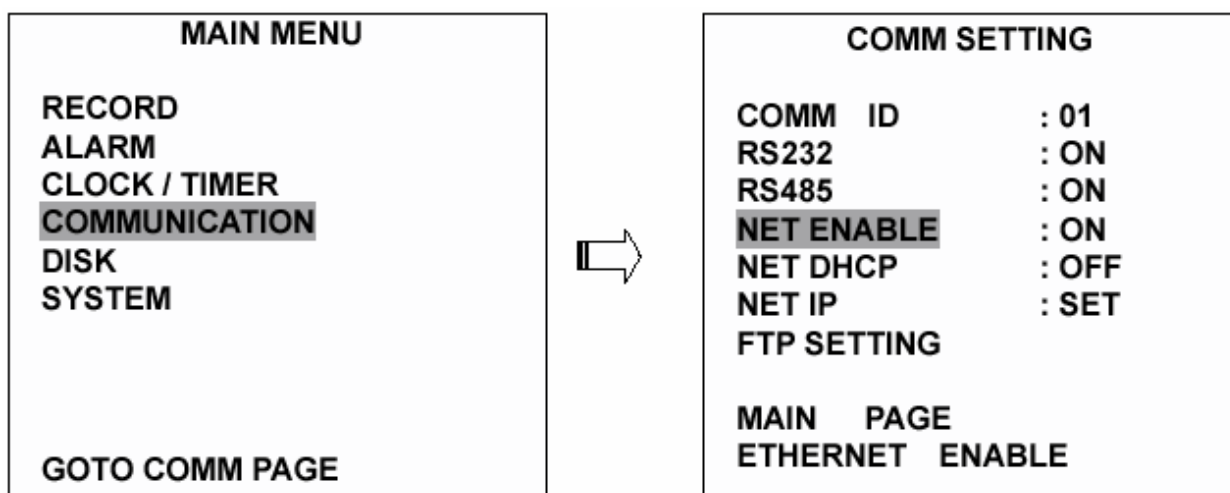 MAIN MENU
RECORD
ALARM
CLOCK / TIMER
COMMUNICATION
DISK
SYSTEM
GOTO COMM PAGE
COMM SETTING
COMM ID : 01
RS232 : ON
RS485 : ON
NET ENABLE : ON
NET DHCP : OFF
NET IP : SET
FTP SETTING
MAIN PAGE
ETHERNET ENABLE